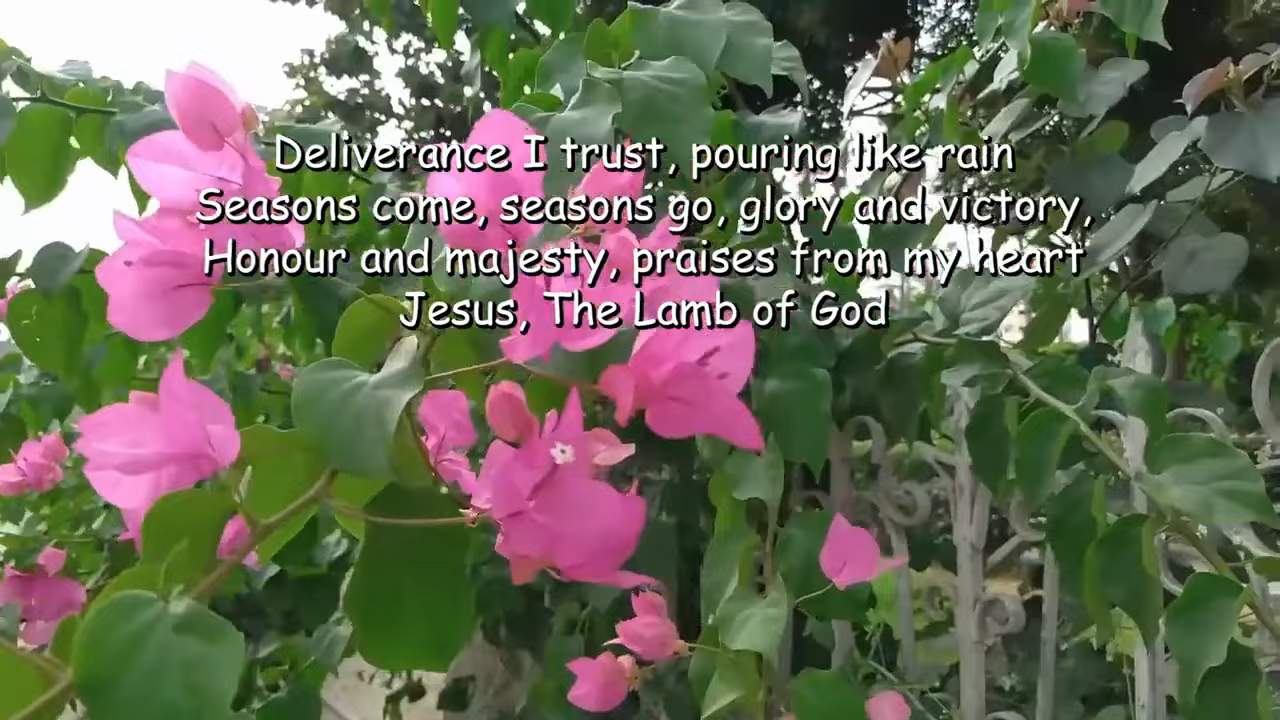 Deliverance I trust, pouring like rain
Seasons come, seasons go, glory and victory,
Honour and majesty, praises from my heart
Jesus, The Lamb of God